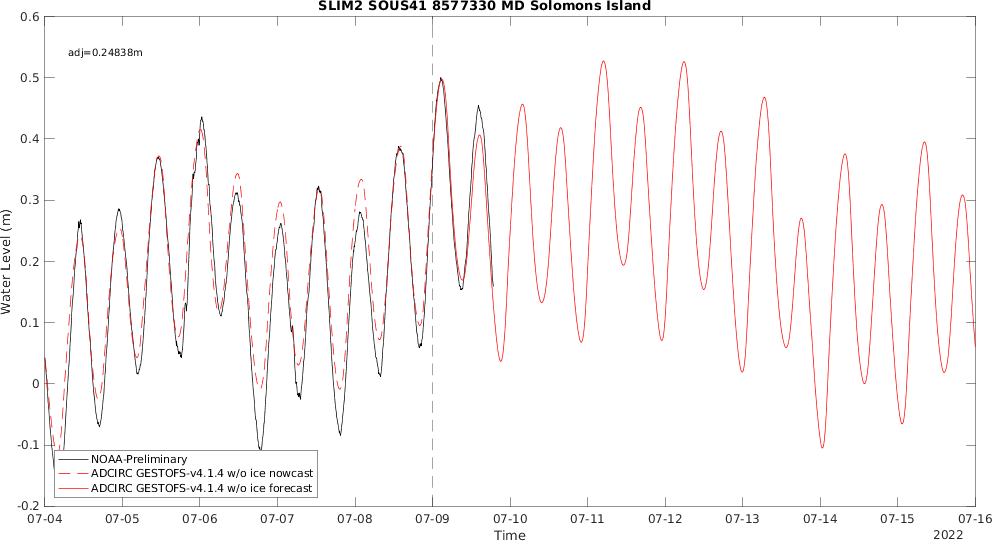 SLIM2 SOUS41 8577330 MD Solomons Island
adj=0.24838m
0.6
0.5
0.4
0.3
0.2
0.1
0
-0.1
-0.2
Water Level (m)
NOAA-Preliminary
ADCIRC GESTOFS-v4.1.4 w/o ice nowcast
ADCIRC GESTOFS-v4.1.4 w/o ice forecast
07-04 07-05 07-06 07-07 07-08 07-09 07-10 07-11 07-12 07-13 07-14 07-15 07-16
Time
2022